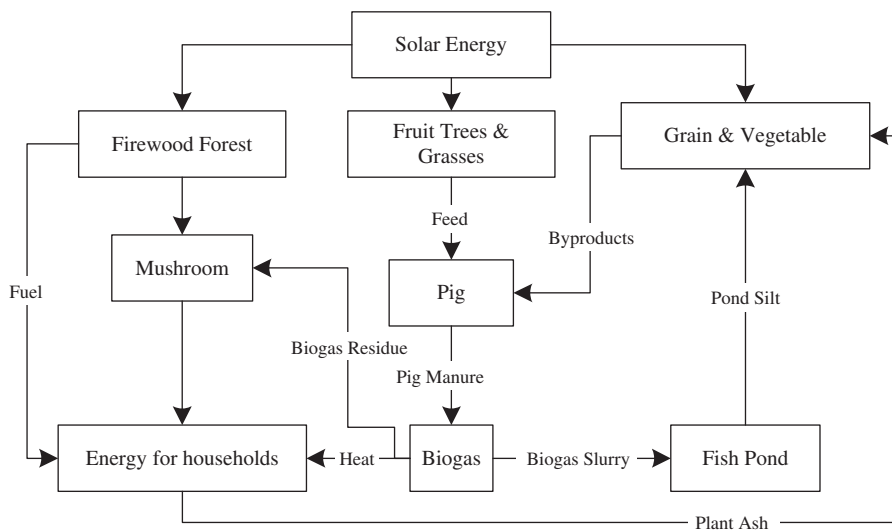 Solar Energy
Firewood Forest
Fruit Trees &
Grasses
Grain & Vegetable
Feed
Byproducts
Mushroom
Pig
Fuel
Pond Silt
Biogas Residue
Pig Manure
Energy for households
Heat
Biogas
Biogas Slurry
Fish Pond
Plant Ash